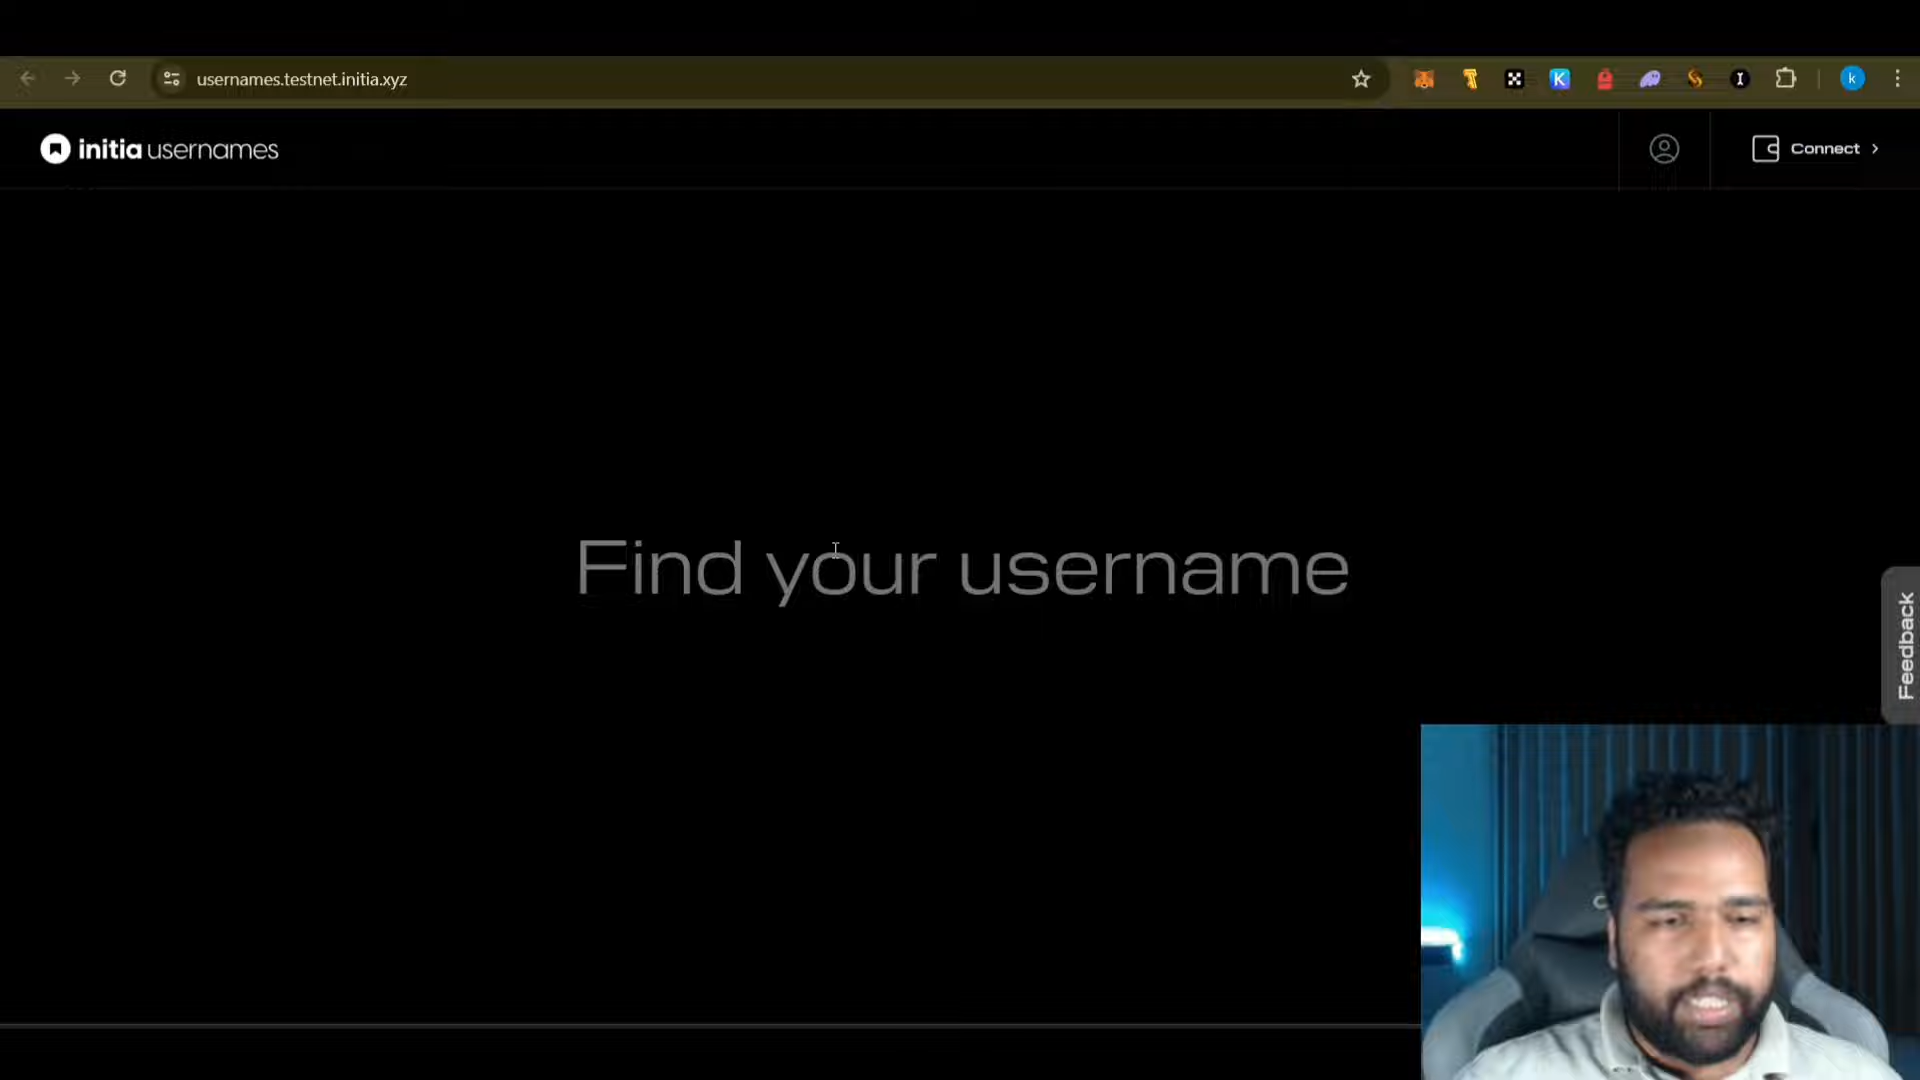 usernames.testnet.initia.xyz
K
k
initia usernames
Connect
Find your username
Feedback